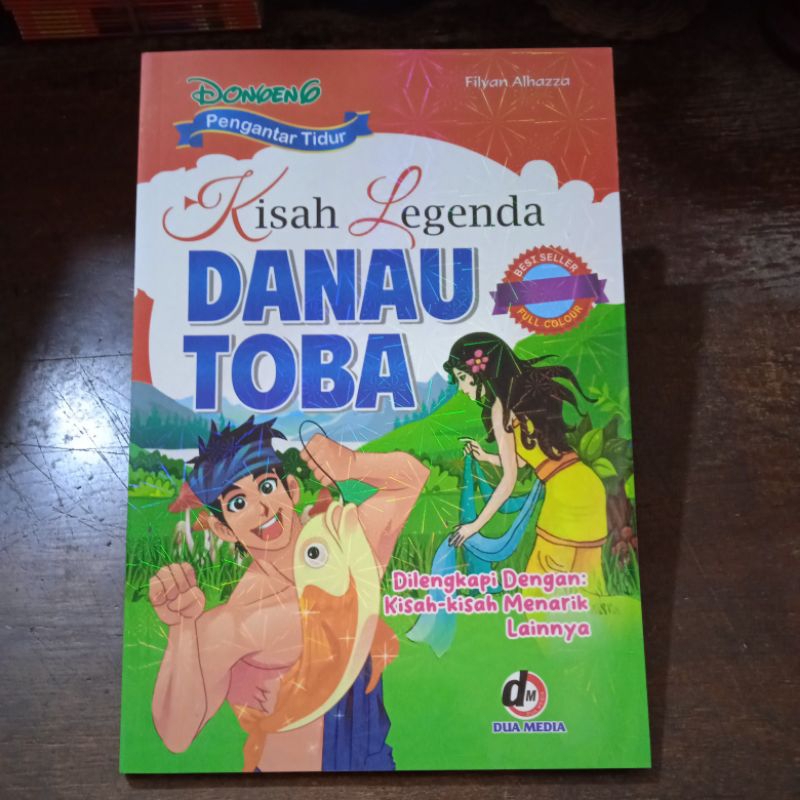 DONGENG
Pengantar Tidur
Filyan Alhazza
Kisah Legenda
DANAU
TOBA
BEST SELLER
FULL COLOUR
Dilengkapi Dengan:
Kisah-kisah Menarik
Lainnya
dM
DUA MEDIA